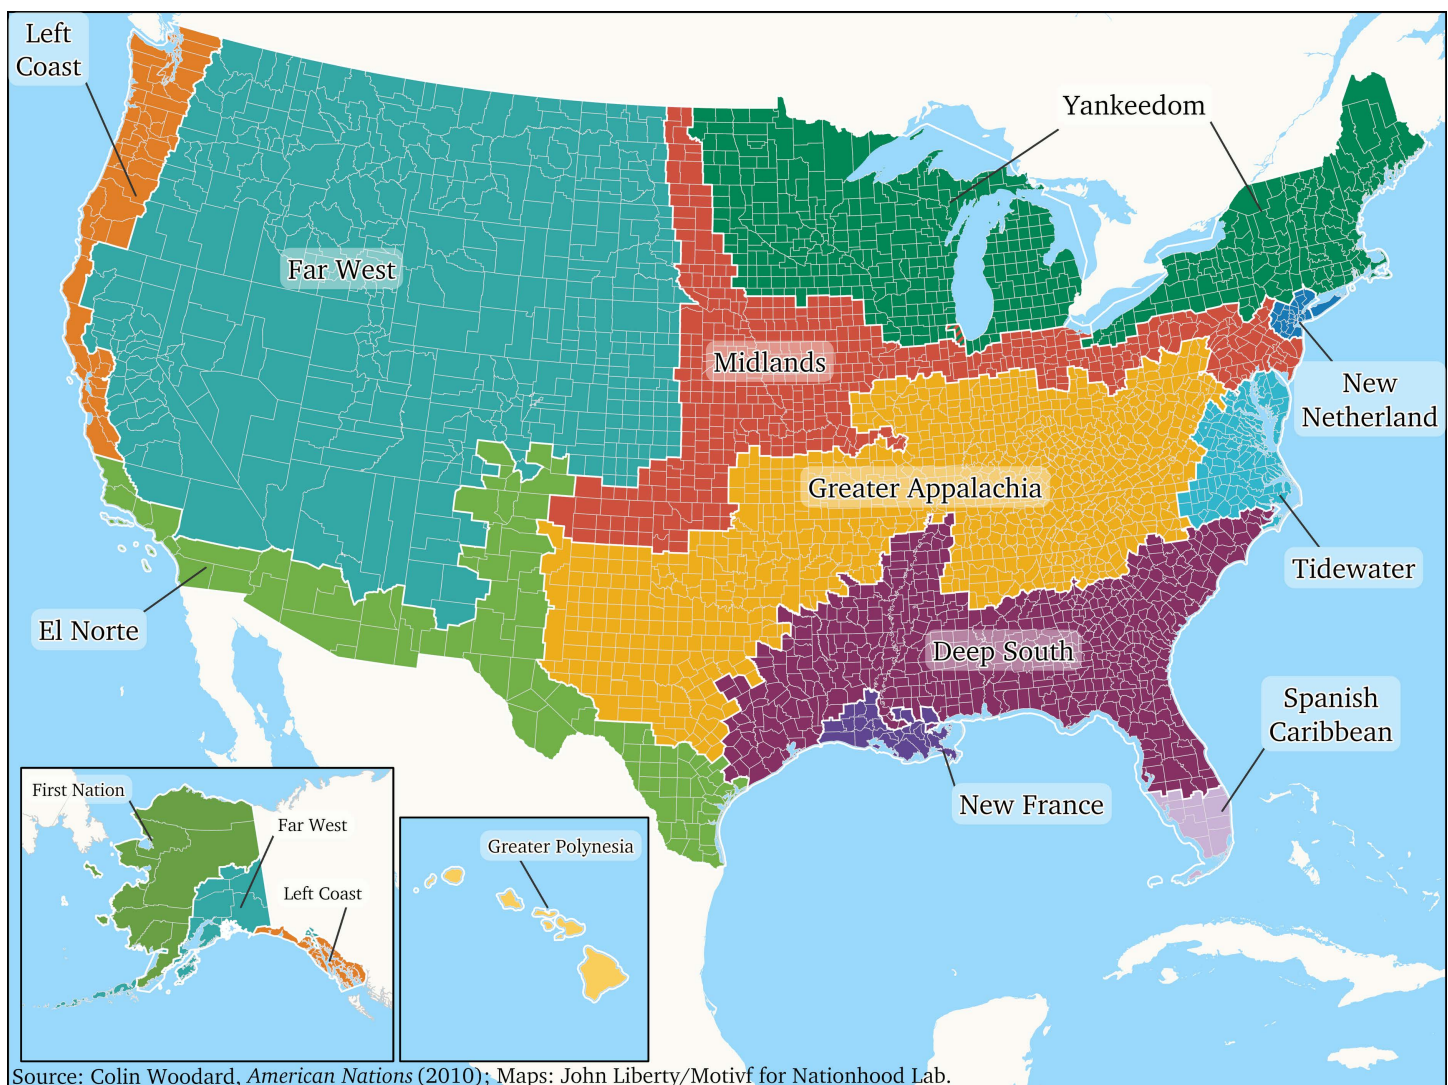 Left
Coast
Yankeedom
Far West
Midlands
New
Netherland
Greater Appalachia
Tidewater
El Norte
Deep South
Spanish
Caribbean
New France
First Nation
Far West
Left Coast
Greater Polynesia
Source: Colin Woodard, American Nations (2010); Maps: John Liberty/Motivf for Nationhood Lab.